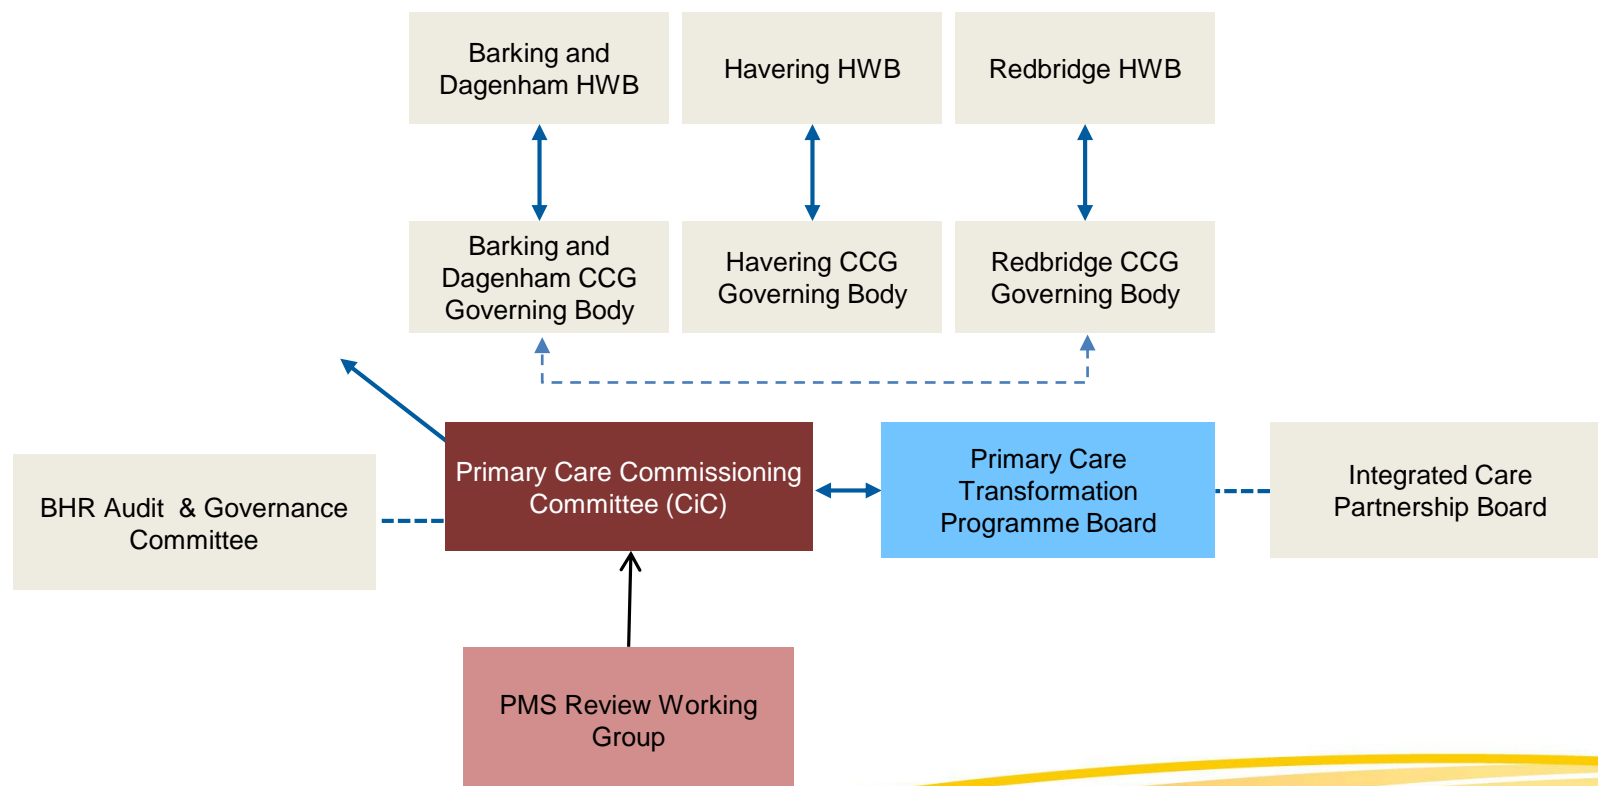 Barking and
Dagenham HWB
Havering HWB
Redbridge HWB
Barking and
Dagenham CCG
Governing Body
Havering CCG
Governing Body
Redbridge CCG
Governing Body
BHR Audit & Governance
Committee
Primary Care Commissioning
Committee (CiC)
Primary Care
Transformation
Programme Board
Integrated Care
Partnership Board
PMS Review Working
Group